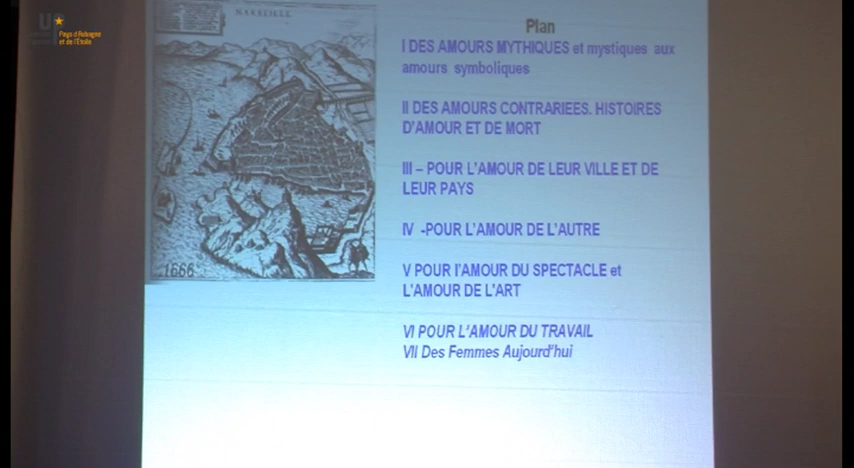 UP
Pays d'Aubagne
et de l'Etoile
MARSEILLE
1666
Plan
I DES AMOURS MYTHIQUES et mystiques aux
amours symboliques
II DES AMOURS CONTRARIEES. HISTOIRES
D'AMOUR ET DE MORT
III – POUR L'AMOUR DE LEUR VILLE ET DE
LEUR PAYS
IV -POUR L'AMOUR DE L'AUTRE
V POUR l'AMOUR DU SPECTACLE et
L'AMOUR DE L'ART
VI POUR L'AMOUR DU TRAVAIL
VII Des Femmes Aujourd'hui